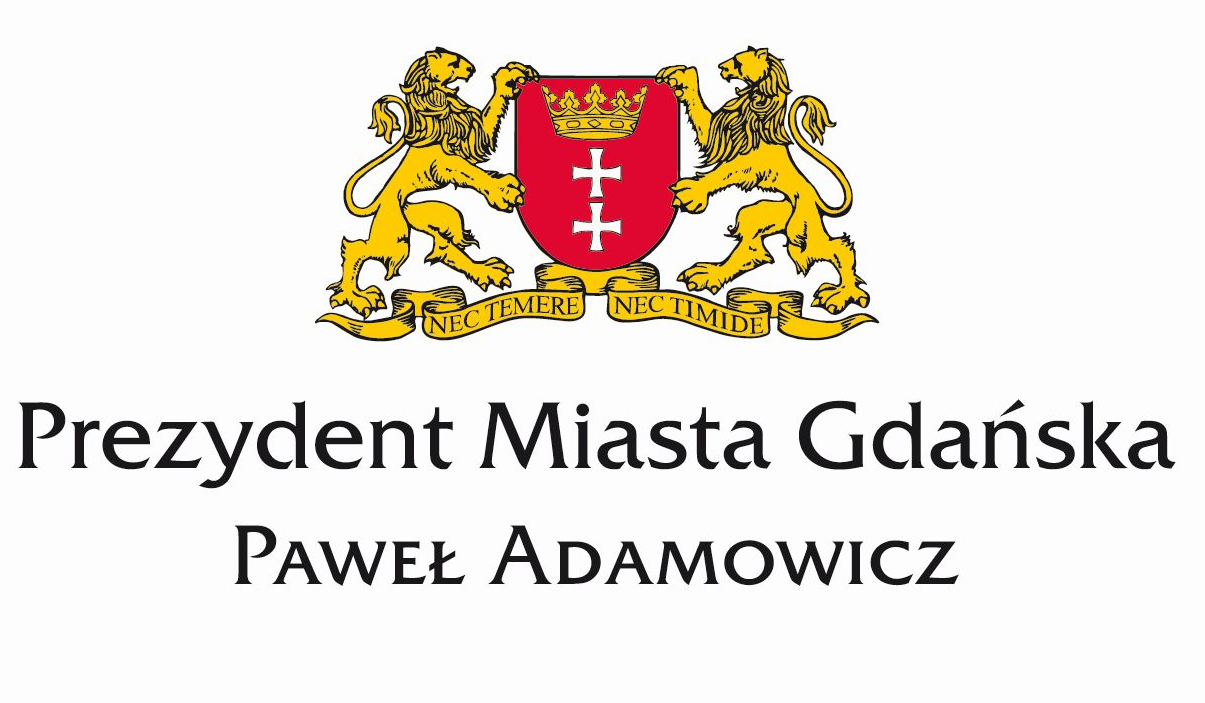 NEC TEMERE NEC TIMIDE
Prezydent Miasta Gdańska
PAWEŁ ADAMOWICZ